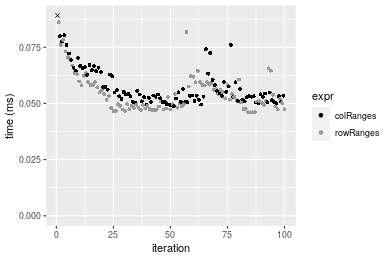 time (ms)
0.075
0.050
0.025
0.000
0 25 50 75 100
iteration
expr
colRanges
rowRanges